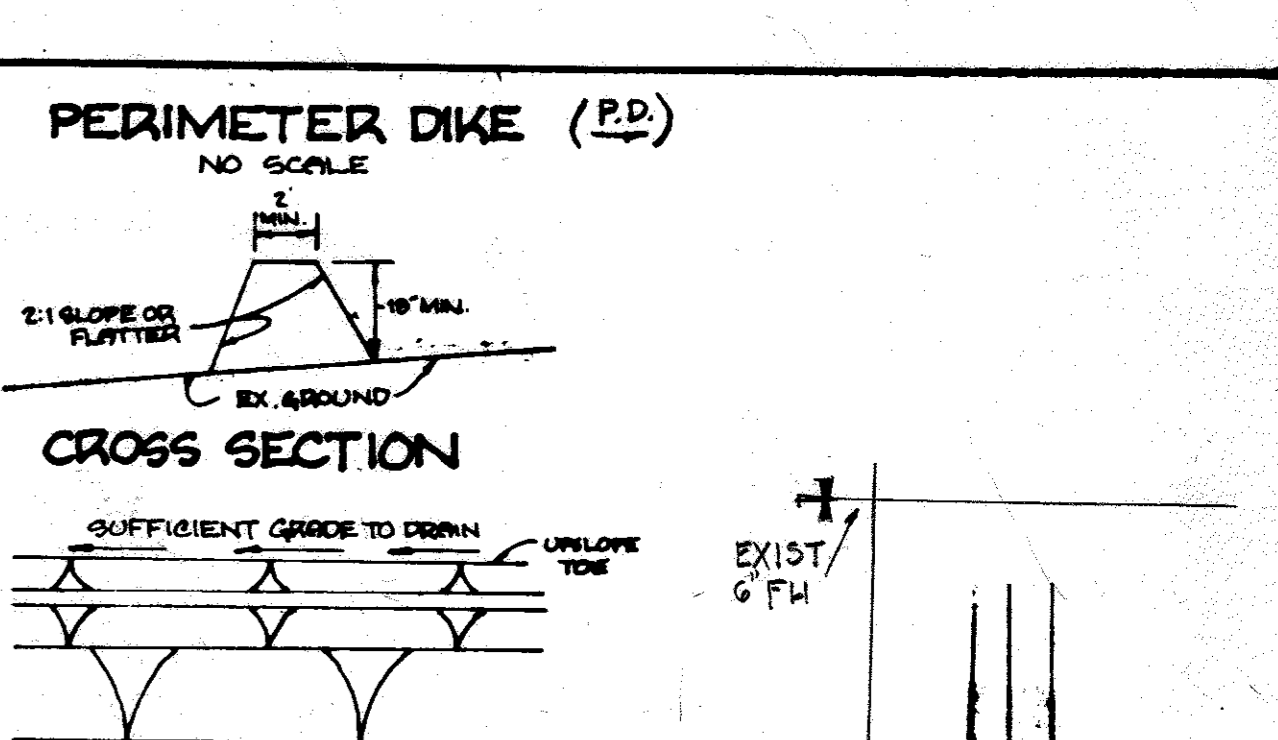 PERIMETER DIKE (P.D.)
NO SCALE
2'
MIN.
2:1 SLOPE OR
FLATTER
18" MIN.
EX. GROUND
CROSS SECTION
SUFFICIENT GRADE TO DRAIN
UPSLOPE
TOE
EXIST
6" FH